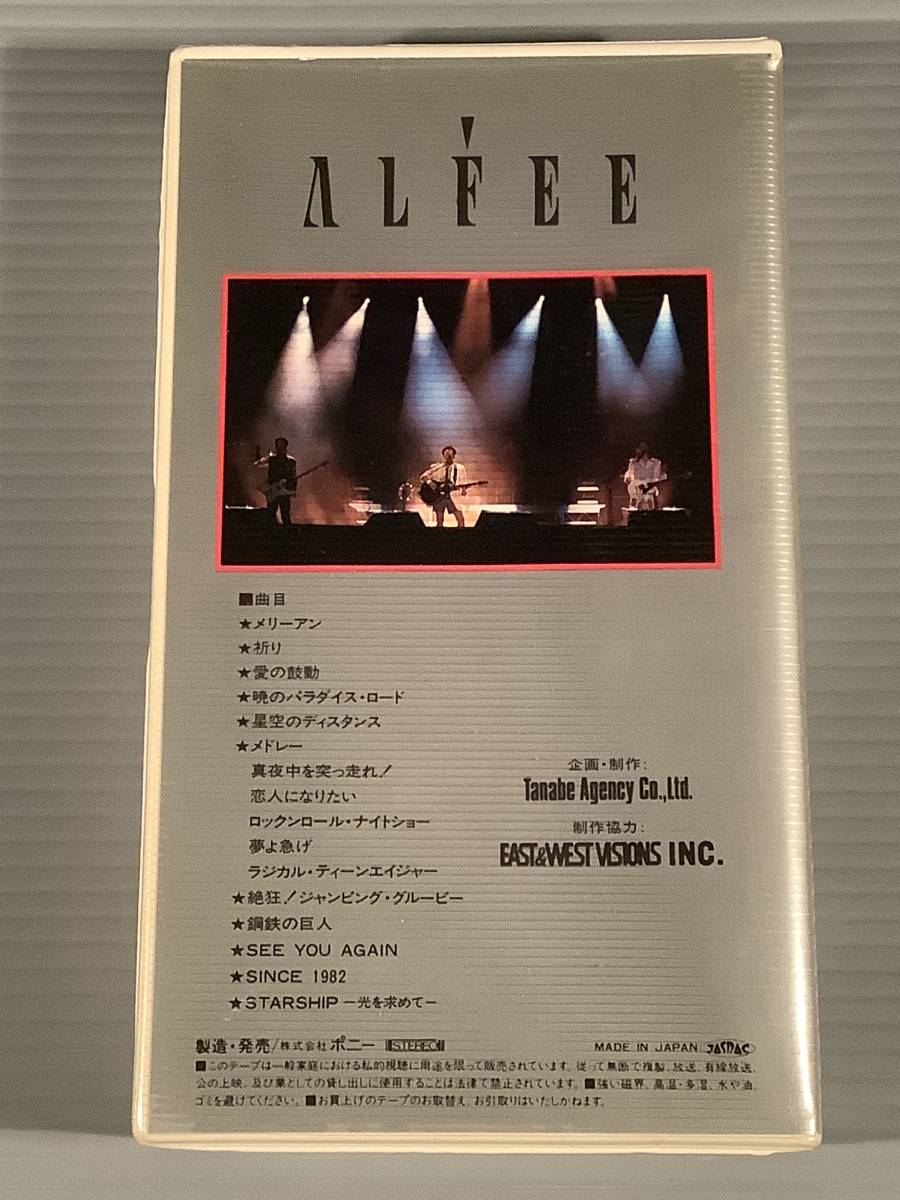 ALFEE
■曲目
★メリーアン
★祈り
★愛の鼓動
★暁のパラダイス・ロード
★星空のディスタンス
★メドレー
真夜中を突っ走れ!
恋人になりたい
ロックンロール・ナイトショー
夢よ急げ
ラジカル・ティーンエイジャー
★絶狂!ジャンピング・グルービー
★鋼鉄の巨人
★SEE YOU AGAIN
★SINCE 1982
★STARSHIP −光を求めて−
企画・制作:
Tanabe Agency Co.,Ltd.
制作協力:
EAST&WEST VISIONS INC.
製造・発売/株式会社 ポニー STEREO MADE IN JAPAN JASRAC
■このテープは一般家庭における私的視聴に用途を限って販売されています。従って無断で複製、放送、有線放送、
公の上映、及び業としての貸し出しに使用することは法律で禁止されています。■強い磁界、高温・多湿、水や油、
ゴミを避けてください。■お買上げのテープのお取替え、お引取りはいたしかねます。